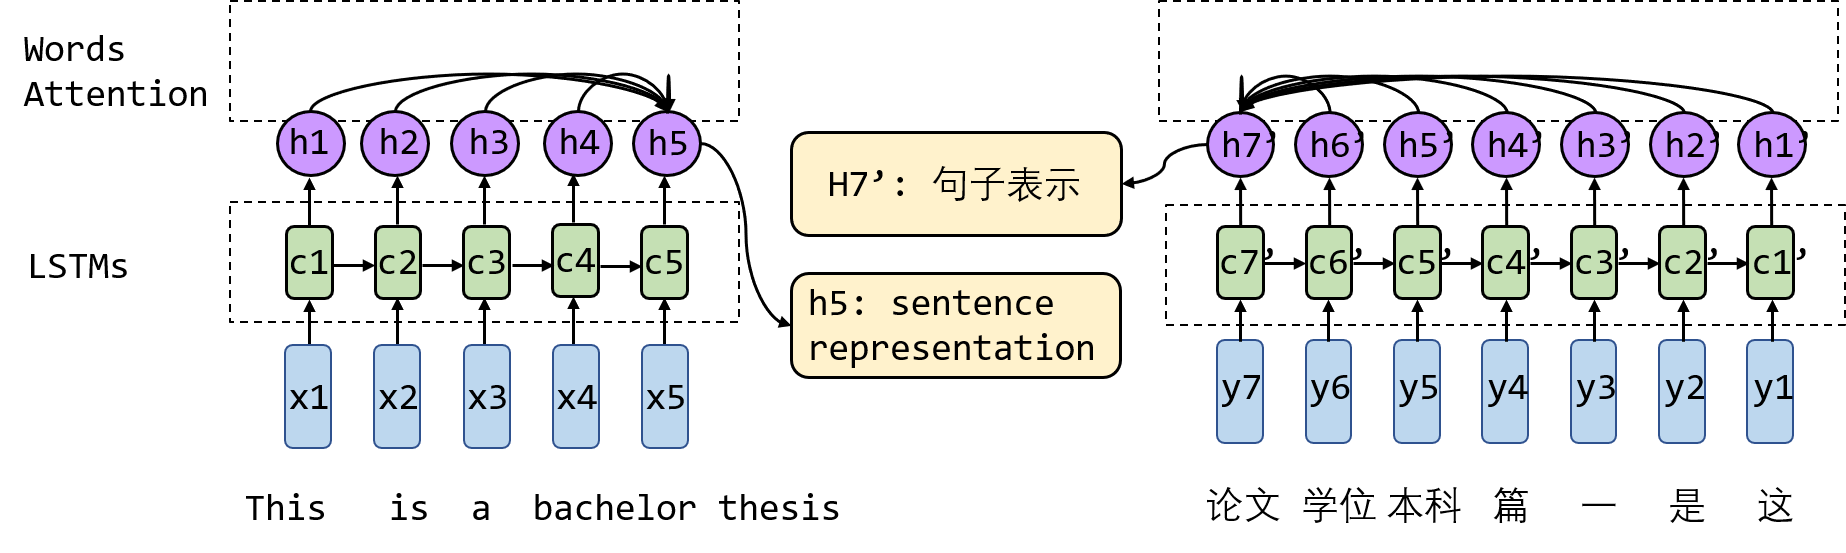 Words
Attention
h1 h2 h3 h4 h5
h7’ h6’ h5’ h4’ h3’ h2’ h1’
H7’: 句子表示
LSTMs
c1 c2 c3 c4 c5
c7’ c6’ c5’ c4’ c3’ c2’ c1’
h5: sentence
representation
x1 x2 x3 x4 x5
y7 y6 y5 y4 y3 y2 y1
This is a bachelor thesis
论文 学位 本科 篇 一 是 这